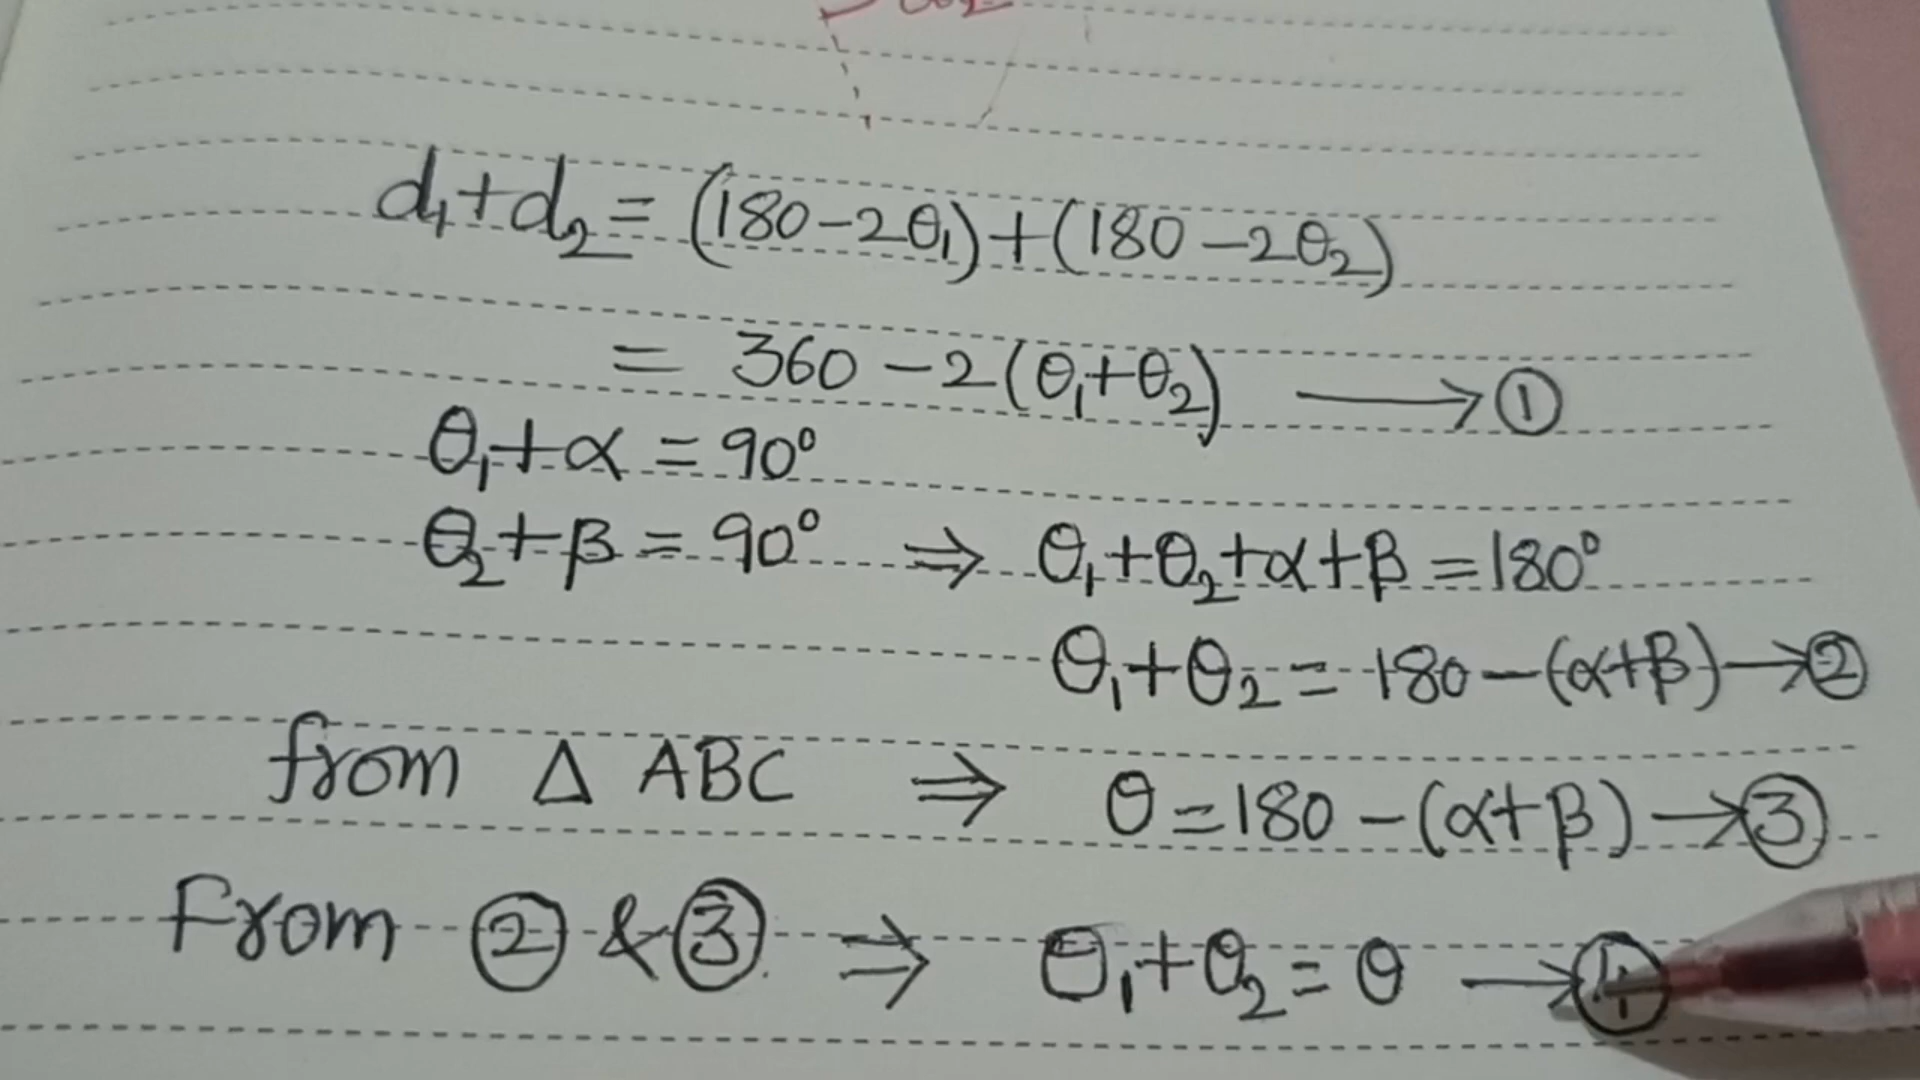 d₁+d₂ = (180-2θ₁)+(180-2θ₂)
= 360-2(θ₁+θ₂) ⟶ ①
θ₁+α = 90°
θ₂+β = 90° ⇒ θ₁+θ₂+α+β = 180°
θ₁+θ₂ = 180-(α+β) → ②
from Δ ABC ⇒ θ = 180-(α+β) → ③
From ② & ③ ⇒ θ₁+θ₂ = θ → ④